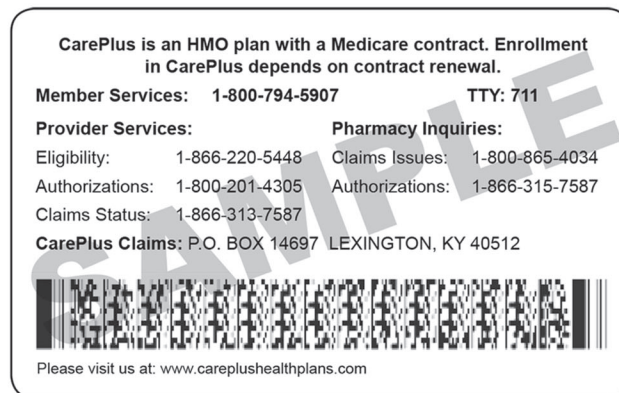 CarePlus is an HMO plan with a Medicare contract. Enrollment
in CarePlus depends on contract renewal.
Member Services: 1-800-794-5907 TTY: 711
Provider Services: Pharmacy Inquiries:
Eligibility: 1-866-220-5448 Claims Issues: 1-800-865-4034
Authorizations: 1-800-201-4305 Authorizations: 1-866-315-7587
Claims Status: 1-866-313-7587
CarePlus Claims: P.O. BOX 14697 LEXINGTON, KY 40512
SAMPLE
Please visit us at: www.careplushealthplans.com